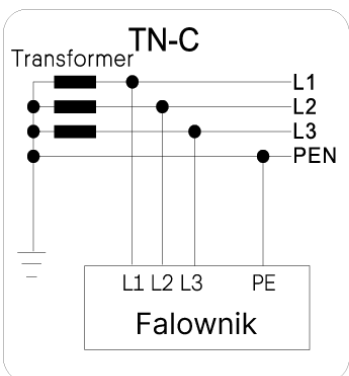 TN-C
Transformer
L1
L2
L3
PEN
L1 L2 L3 PE
Falownik